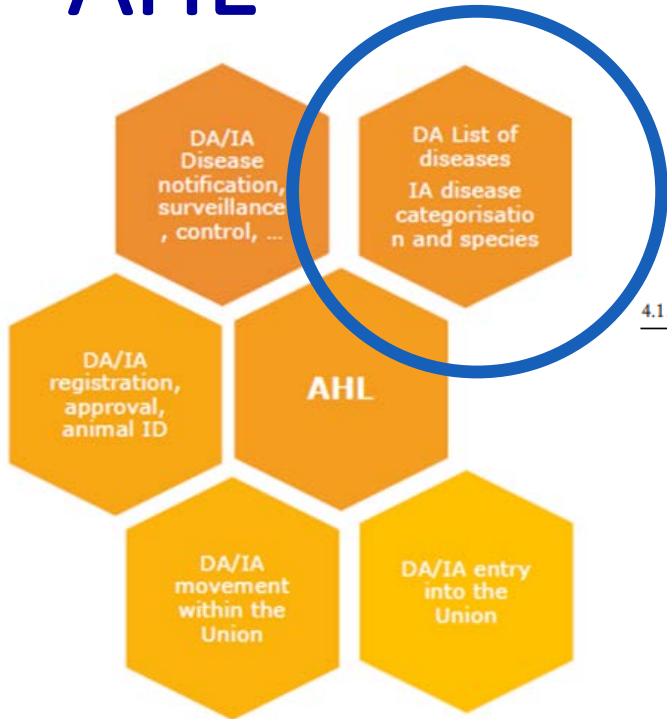 AHL
DA/IA
Disease
notification,
surveillance
, control, ...
DA List of
diseases
IA disease
categorisatio
n and species
4.1
DA/IA
registration,
approval,
animal ID
AHL
DA/IA
movement
within the
Union
DA/IA entry
into the
Union